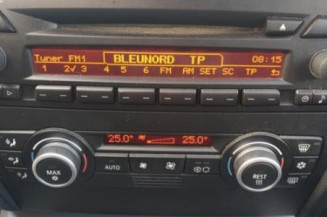 Tuner FM1 BLEUNORD TP 08:15
1 2√ 3 4 5 6 FM AM SET SC TP
25.0° 25.0°
MAX AUTO REST